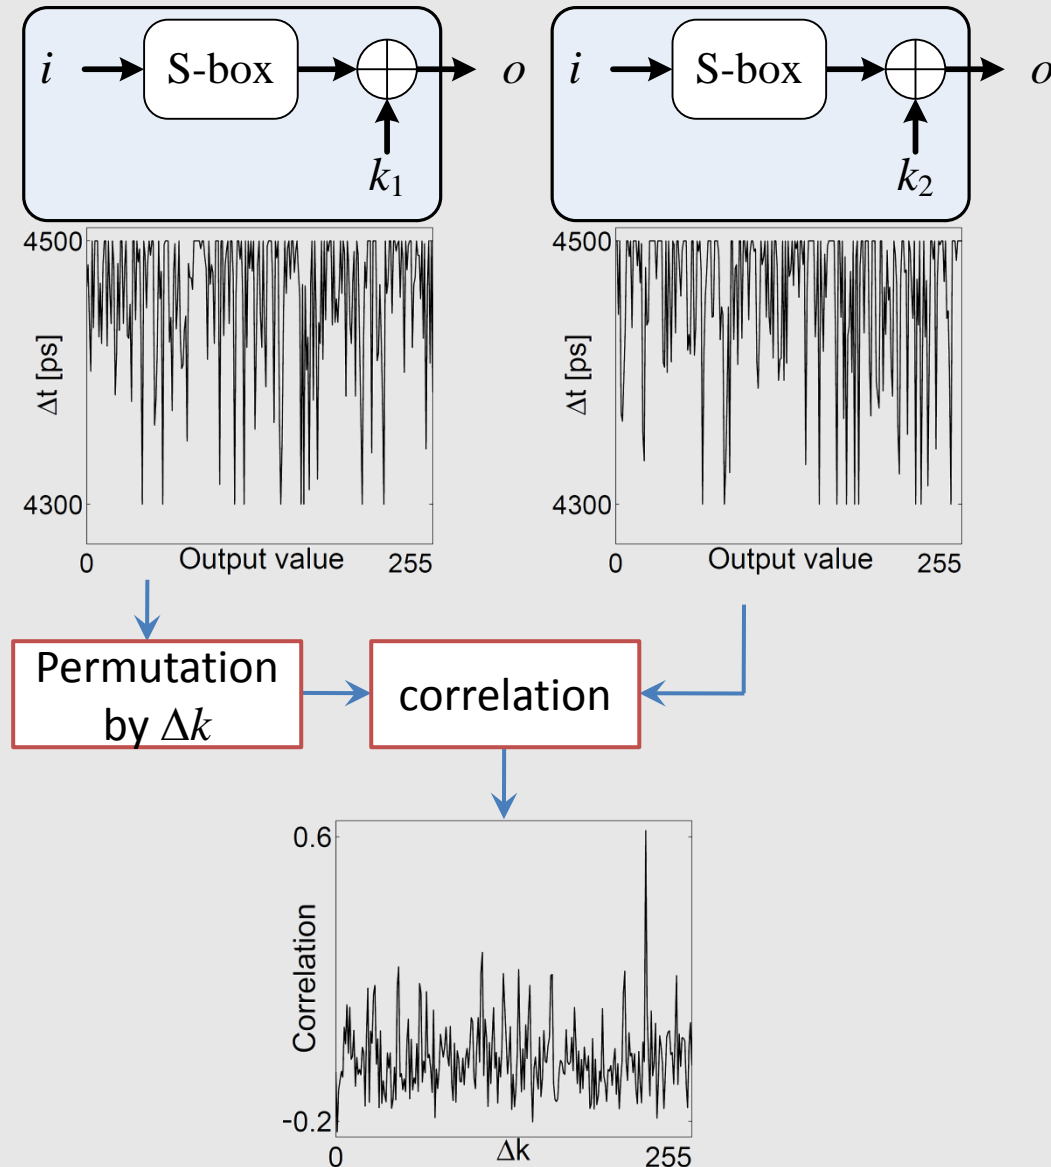 i S-box o
k1
i S-box o
k2
4500
Δt [ps]
4300
0 Output value 255
4500
Δt [ps]
4300
0 Output value 255
Permutation
by Δk
correlation
0.6
Correlation
-0.2
0 Δk 255